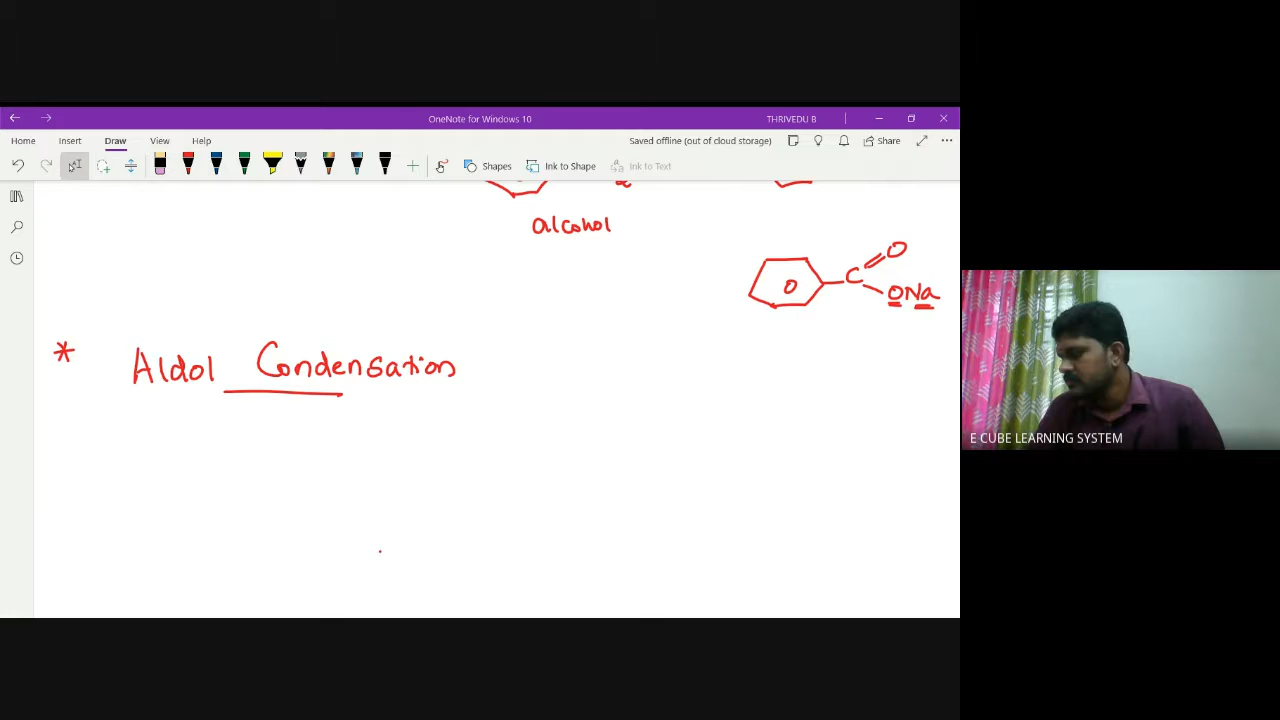 OneNote for Windows 10
THRIVEDU B
Home Insert Draw View Help
Saved offline (out of cloud storage)
Share
Shapes
Ink to Shape
Ink to Text
alcohol
O
C
O
ONa
* Aldol Condensation
E CUBE LEARNING SYSTEM